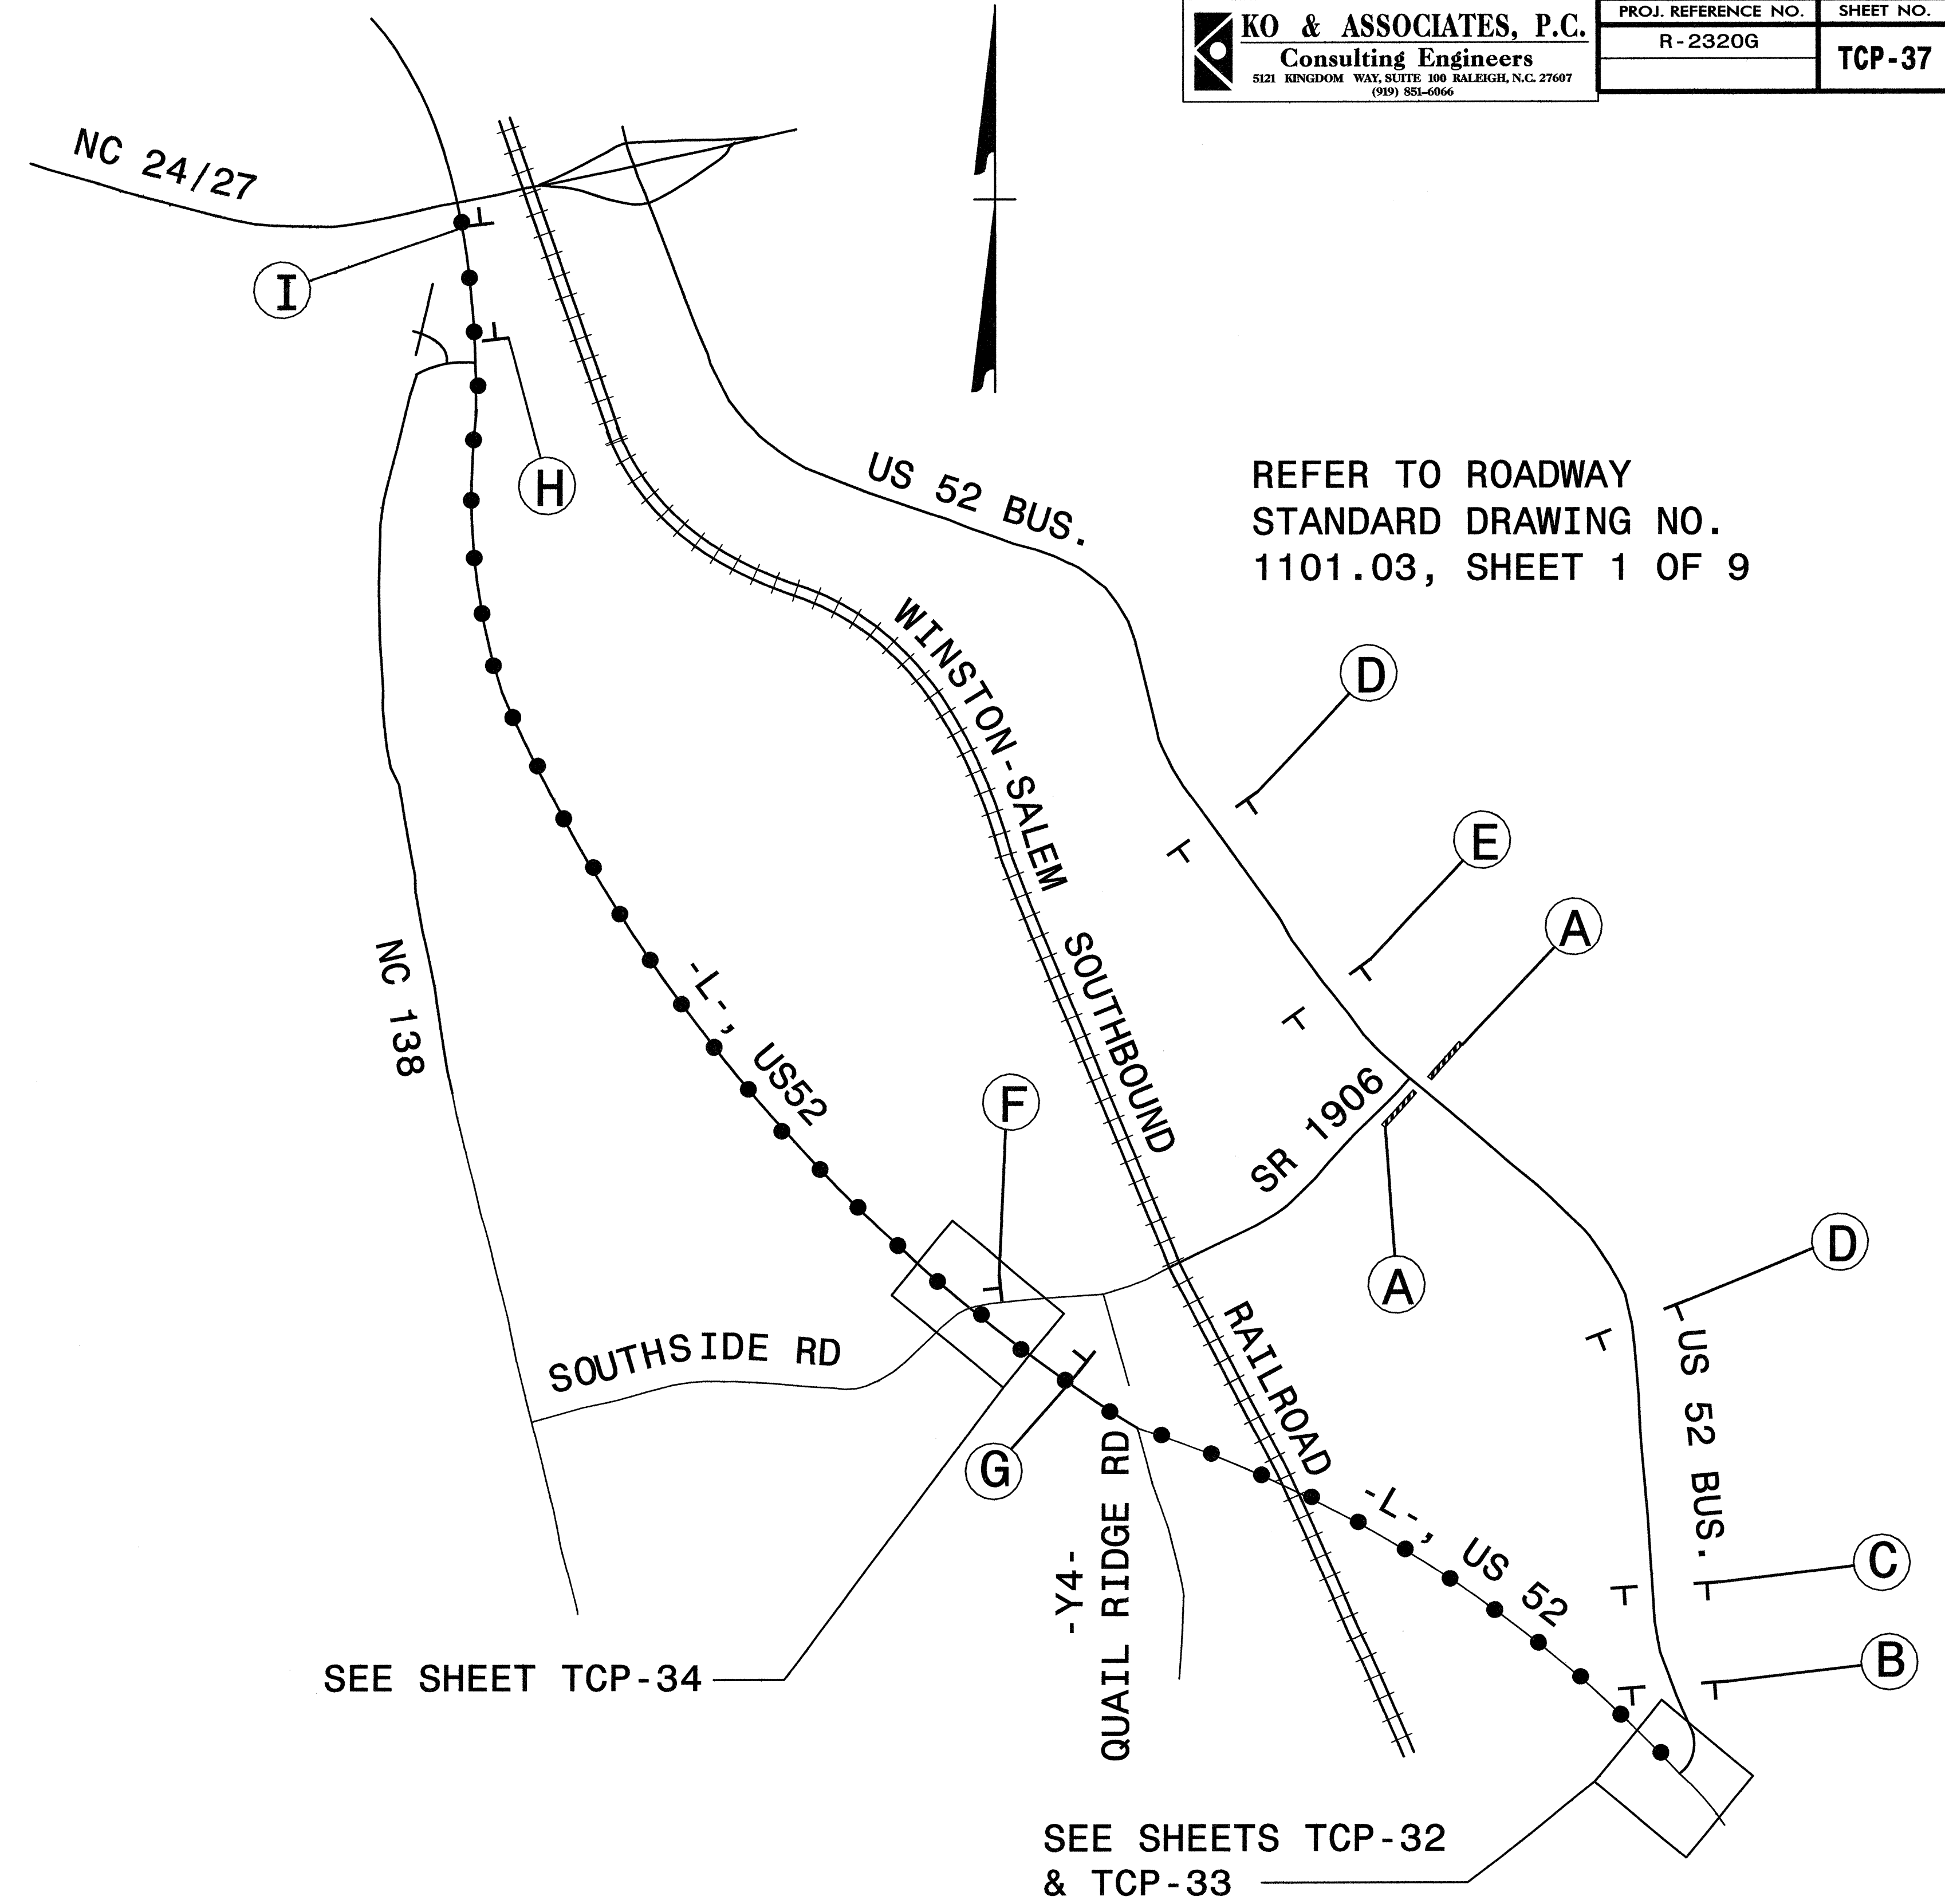 KO & ASSOCIATES, P.C.
Consulting Engineers
5121 KINGDOM WAY, SUITE 100 RALEIGH, N.C. 27607
(919) 851-6066
PROJ. REFERENCE NO.
SHEET NO.
R-2320G
TCP-37
NC 24/27
I
H
US 52 BUS.
REFER TO ROADWAY
STANDARD DRAWING NO.
1101.03, SHEET 1 OF 9
WINSTON-SALEM SOUTHBOUND RAILROAD
D
E
A
NC 138
-L-, US52
F
SR 1906
A
D
SOUTHSIDE RD
US 52 BUS.
G
-Y4-
QUAIL RIDGE RD
-L-, US 52
C
B
SEE SHEET TCP-34
SEE SHEETS TCP-32
& TCP-33